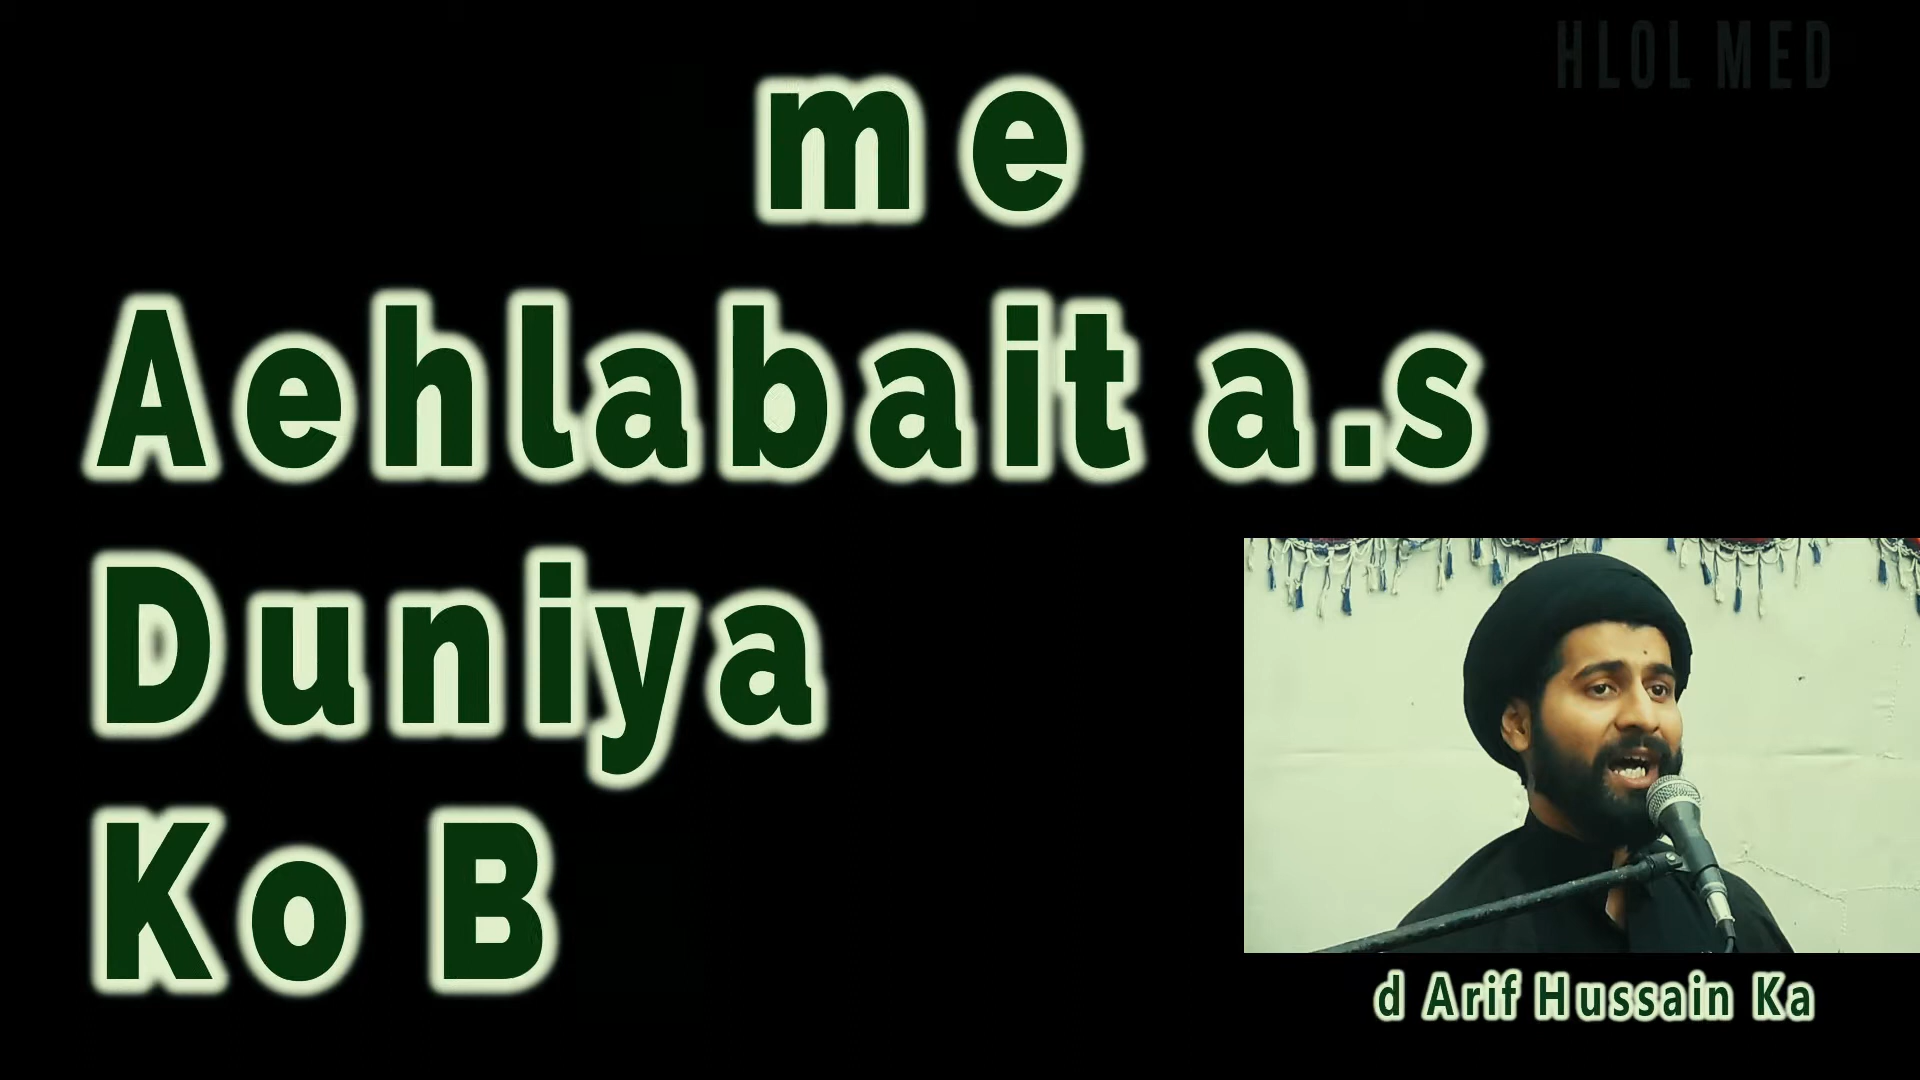 HLOL MED
me
Aehlabait a.s
Duniya
Ko B
d Arif Hussain Ka